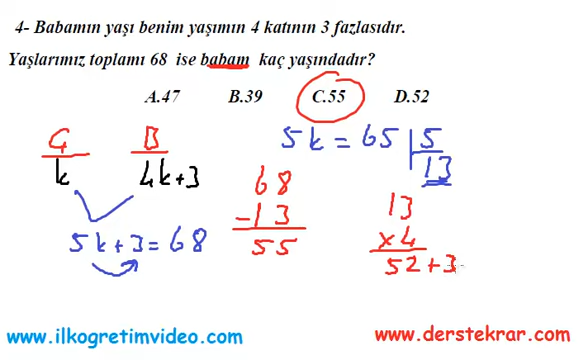 4- Babamın yaşı benim yaşımın 4 katının 3 fazlasıdır.
Yaşlarımız toplamı 68 ise babam kaç yaşındadır?
A.47 B.39 C.55 D.52
Ç B
k 4k+3
5k+3=68
5k = 65 | 5
13
68
-13
55
13
x4
52+3
www.ilkogretimvideo.com
www.derstekrar.com